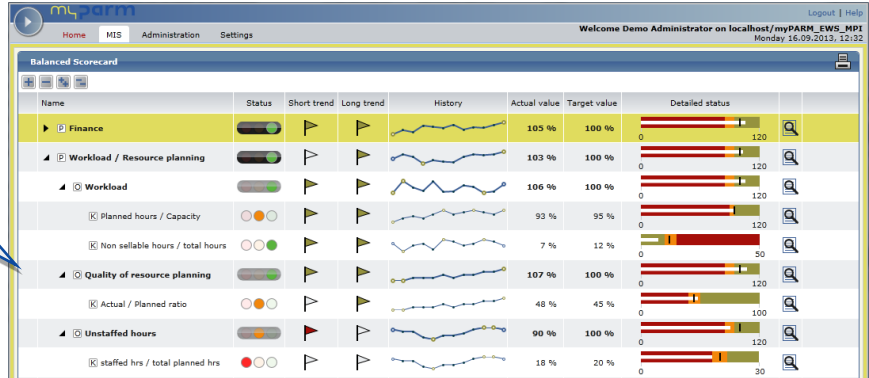 myparm
Logout | Help
Home MIS Administration Settings
Welcome Demo Administrator on localhost/myPARM_EWS_MPI
Monday 16.09.2013, 12:32
Balanced Scorecard
Name Status Short trend Long trend History Actual value Target value Detailed status
P Finance 105 % 100 % 0 120
P Workload / Resource planning 103 % 100 % 0 120
O Workload 106 % 100 % 0 120
K Planned hours / Capacity 93 % 95 % 0 120
K Non sellable hours / total hours 7 % 12 % 0 50
O Quality of resource planning 107 % 100 % 0 120
K Actual / Planned ratio 48 % 45 % 0 100
O Unstaffed hours 90 % 100 % 0 120
K staffed hrs / total planned hrs 18 % 20 % 0 30